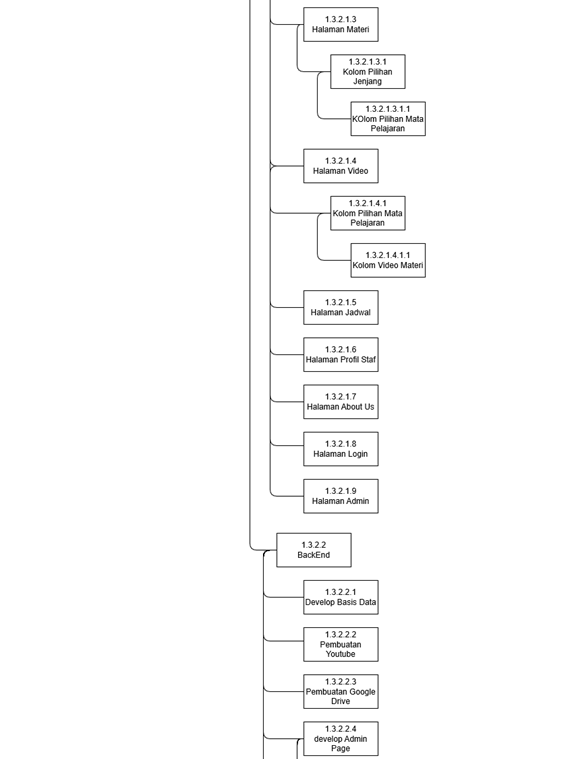 1.3.2.1.3
Halaman Materi
1.3.2.1.3.1
Kolom Pilihan
Jenjang
1.3.2.1.3.1.1
KOlom Pilihan Mata
Pelajaran
1.3.2.1.4
Halaman Video
1.3.2.1.4.1
Kolom Pilihan Mata
Pelajaran
1.3.2.1.4.1.1
Kolom Video Materi
1.3.2.1.5
Halaman Jadwal
1.3.2.1.6
Halaman Profil Staf
1.3.2.1.7
Halaman About Us
1.3.2.1.8
Halaman Login
1.3.2.1.9
Halaman Admin
1.3.2.2
BackEnd
1.3.2.2.1
Develop Basis Data
1.3.2.2.2
Pembuatan
Youtube
1.3.2.2.3
Pembuatan Google
Drive
1.3.2.2.4
develop Admin
Page